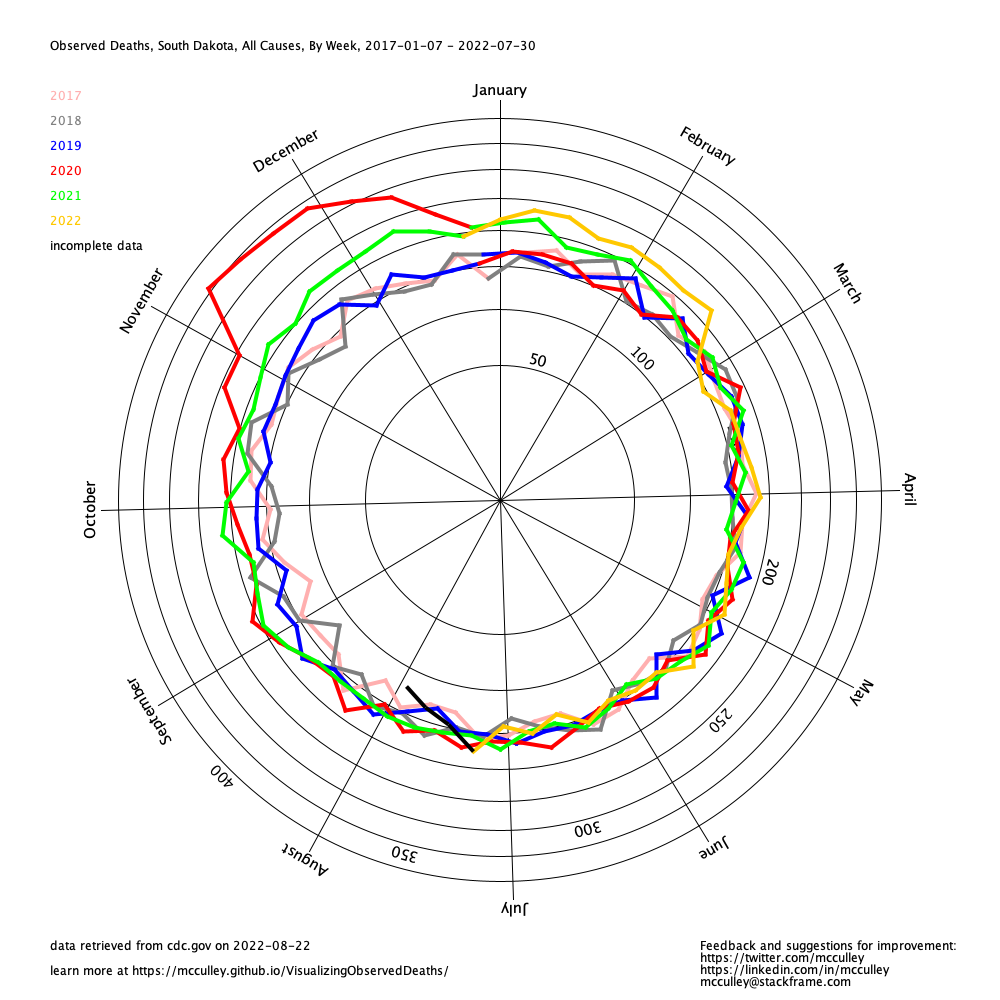 Observed Deaths, South Dakota, All Causes, By Week, 2017-01-07 - 2022-07-30
2017
2018
2019
2020
2021
2022
incomplete data
January
February
March
April
May
June
July
August
September
October
November
December
50
100
200
250
300
350
400
data retrieved from cdc.gov on 2022-08-22
learn more at https://mcculley.github.io/VisualizingObservedDeaths/
Feedback and suggestions for improvement:
https://twitter.com/mcculley
https://linkedin.com/in/mcculley
mcculley@stackframe.com